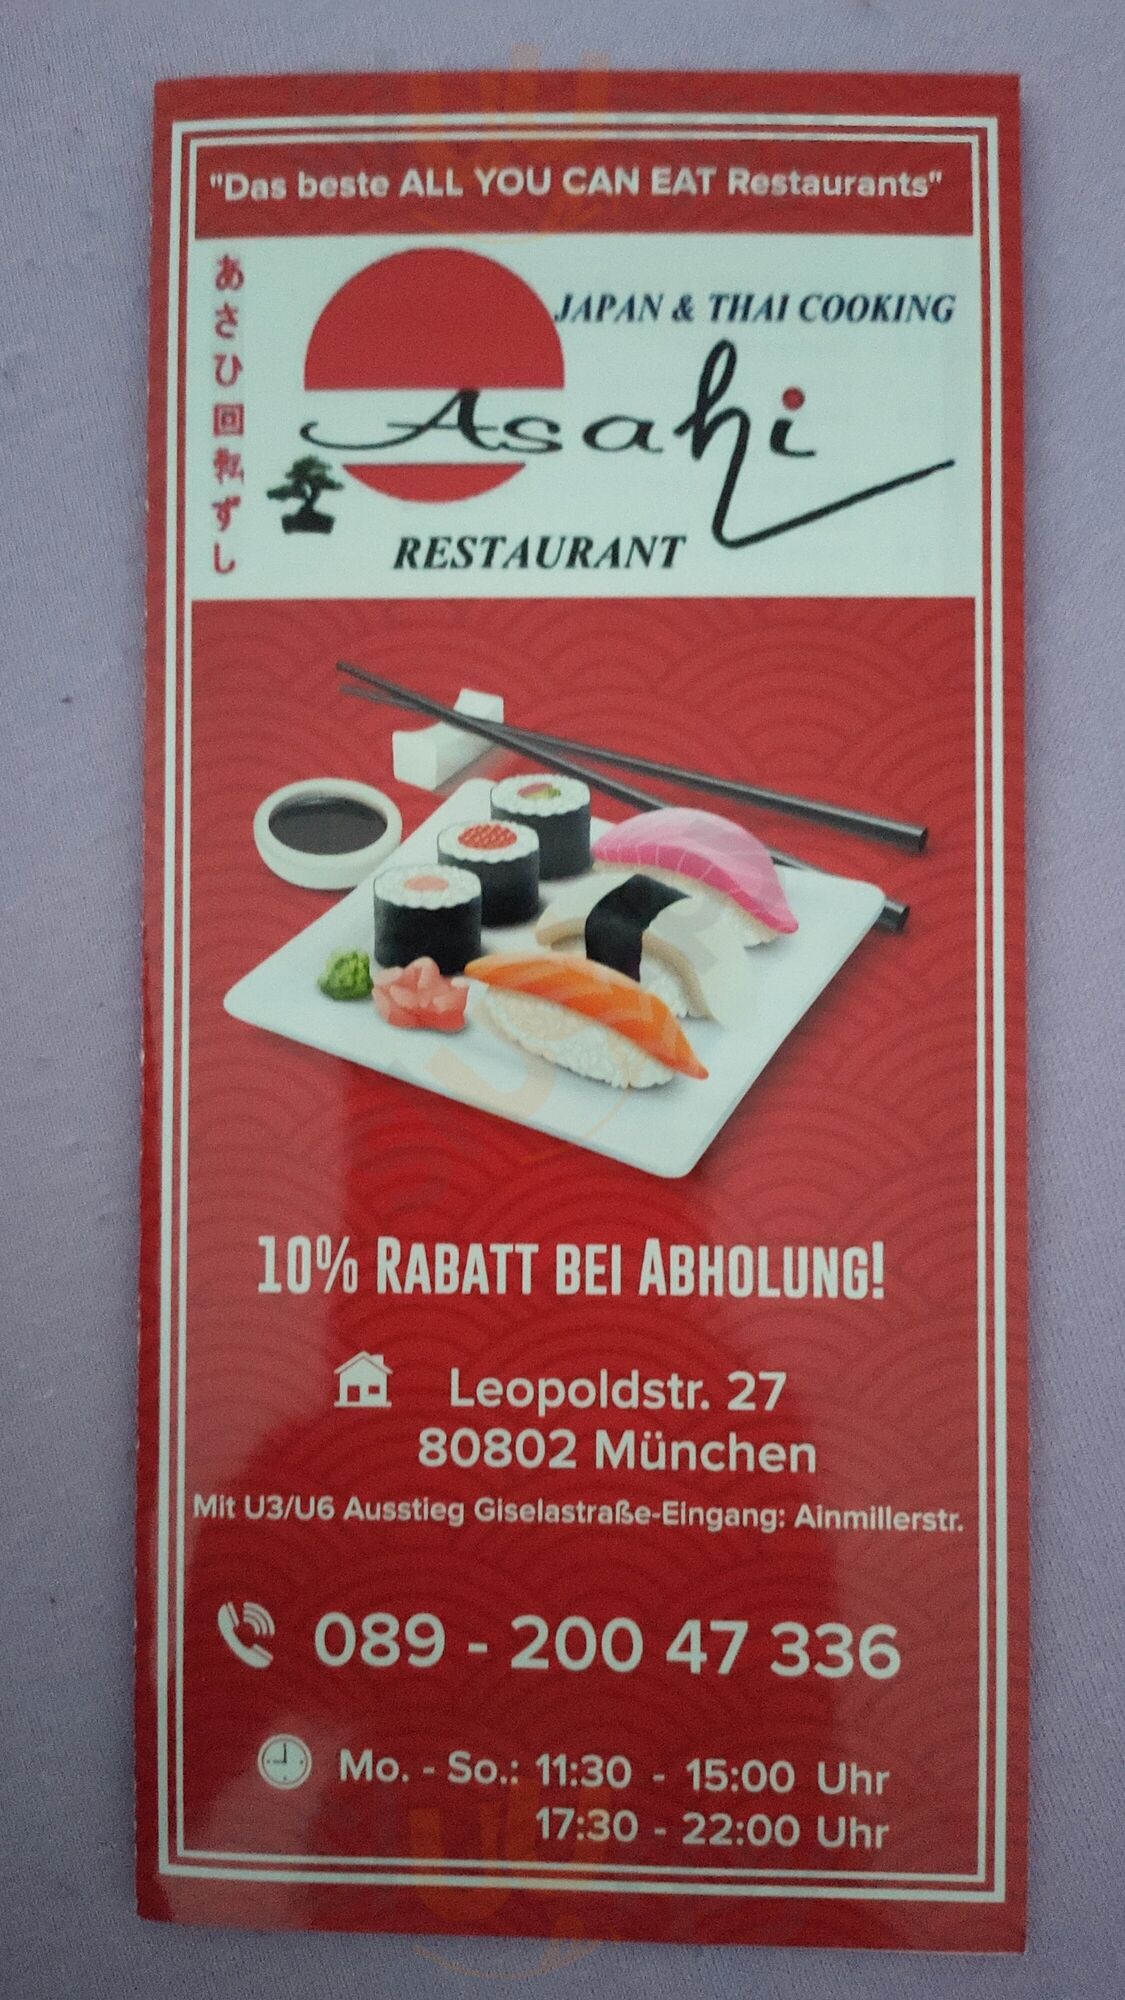 "Das beste ALL YOU CAN EAT Restaurants"
あさひ回転ずし
JAPAN & THAI COOKING
Asahi
RESTAURANT
10% RABATT BEI ABHOLUNG!
Leopoldstr. 27
80802 München
Mit U3/U6 Ausstieg Giselastraße-Eingang: Ainmillerstr.
089 - 200 47 336
Mo. - So.: 11:30 - 15:00 Uhr
17:30 - 22:00 Uhr